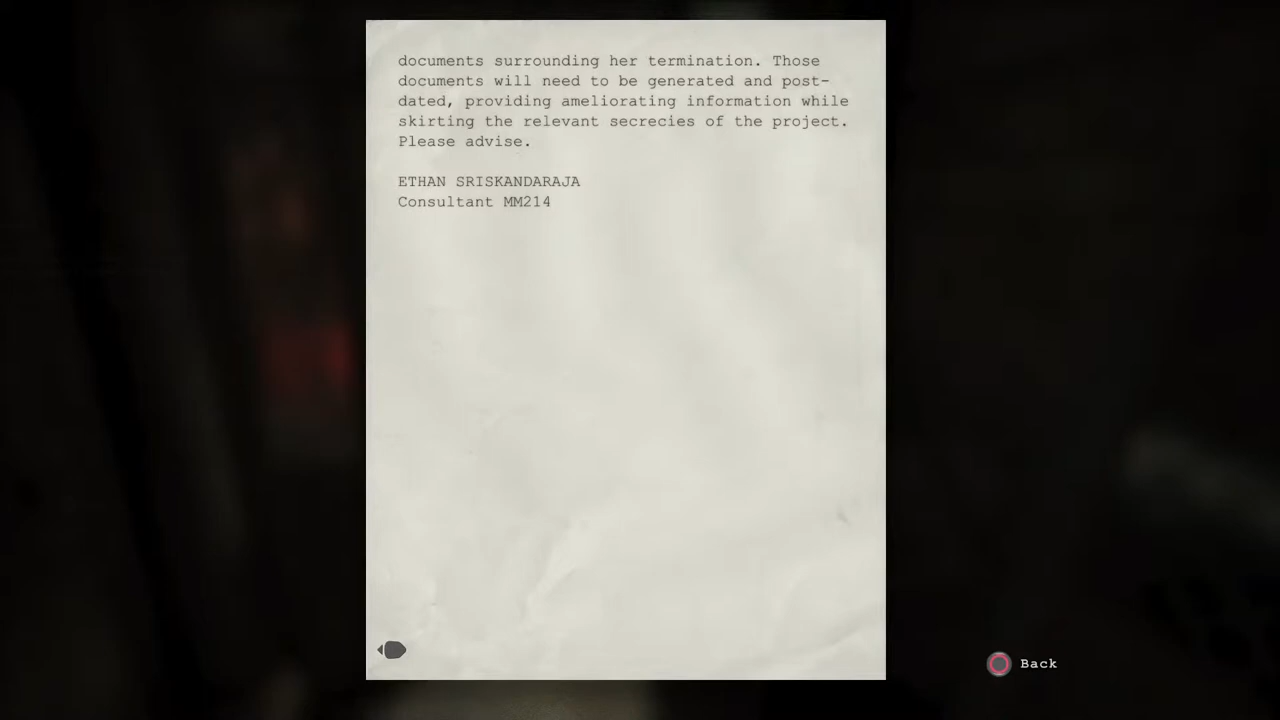 documents surrounding her termination. Those
documents will need to be generated and post-
dated, providing ameliorating information while
skirting the relevant secrecies of the project.
Please advise.
ETHAN SRISKANDARAJA
Consultant MM214
Back